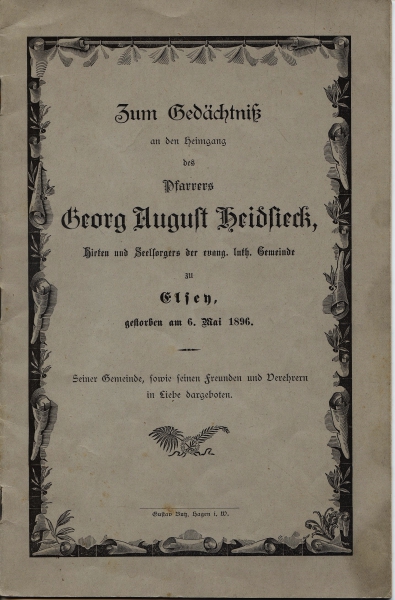 Zum Gedächtniß
an den Heimgang
des
Pfarrers
Georg August Heidsieck,
Hirten und Seelsorgers der evang. luth. Gemeinde
zu
Elsey,
gestorben am 6. Mai 1896.
Seiner Gemeinde, sowie seinen Freunden und Verehrern
in Liebe dargeboten.
Gustav Butz, Hagen i. W.